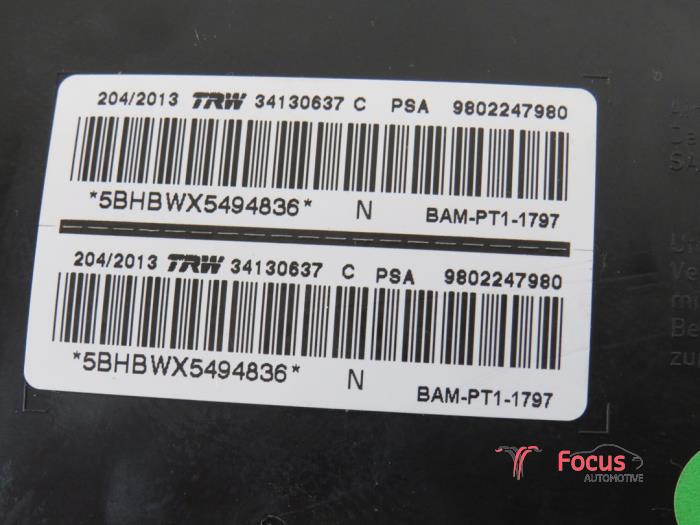 204/2013 TRW 34130637 C PSA 9802247980
*5BHBWX5494836* N BAM-PT1-1797
204/2013 TRW 34130637 C PSA 9802247980
*5BHBWX5494836* N BAM-PT1-1797
Focus
AUTOMOTIVE